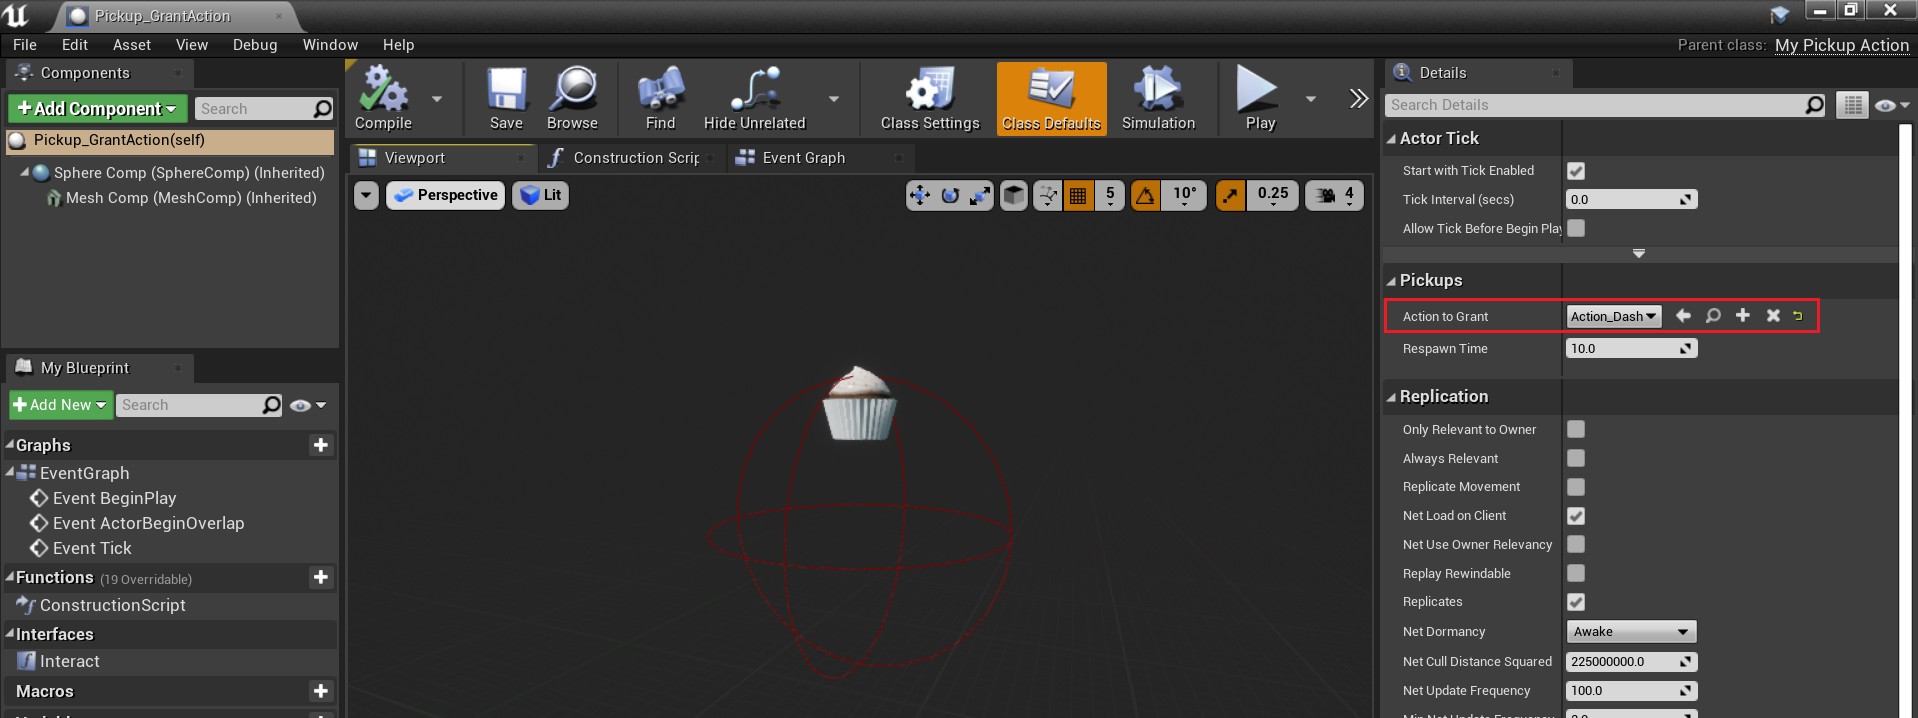 Pickup_GrantAction
File Edit Asset View Debug Window Help
Parent class: My Pickup Action
Components
+Add Component
Search
Pickup_GrantAction(self)
Sphere Comp (SphereComp) (Inherited)
Mesh Comp (MeshComp) (Inherited)
My Blueprint
+Add New
Search
Graphs
EventGraph
Event BeginPlay
Event ActorBeginOverlap
Event Tick
Functions (19 Overridable)
ConstructionScript
Interfaces
Interact
Macros
Compile Save Browse Find Hide Unrelated Class Settings Class Defaults Simulation Play
Viewport Construction Scrip Event Graph
Perspective Lit 5 10° 0.25 4
Details
Search Details
Actor Tick
Start with Tick Enabled
Tick Interval (secs) 0.0
Allow Tick Before Begin Play
Pickups
Action to Grant Action_Dash
Respawn Time 10.0
Replication
Only Relevant to Owner
Always Relevant
Replicate Movement
Net Load on Client
Net Use Owner Relevancy
Replay Rewindable
Replicates
Net Dormancy Awake
Net Cull Distance Squared 225000000.0
Net Update Frequency 100.0